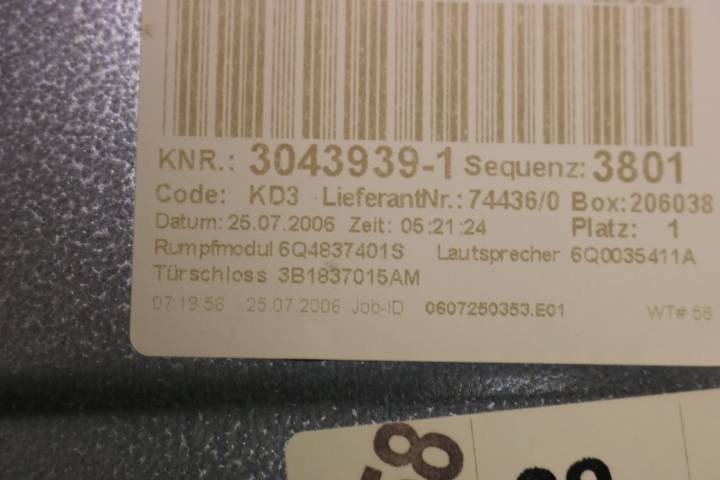 KNR.: 3043939-1 Sequenz: 3801
Code: KD3 LieferantNr.: 74436/0 Box: 206038
Datum: 25.07.2006 Zeit: 05:21:24 Platz: 1
Rumpfmodul 6Q4837401S Lautsprecher 6Q0035411A
Türschloss 3B1837015AM
07:19:56 25.07.2006 Job-ID 0607250353.E01 WT# 56